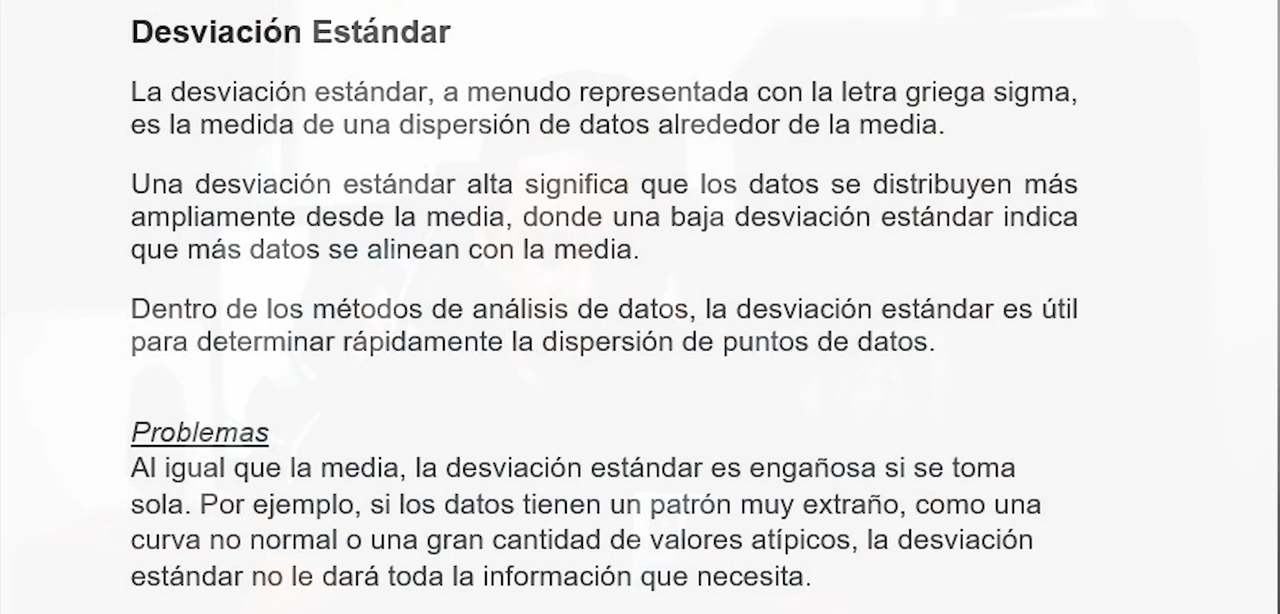 Desviación Estándar
La desviación estándar, a menudo representada con la letra griega sigma,
es la medida de una dispersión de datos alrededor de la media.
Una desviación estándar alta significa que los datos se distribuyen más
ampliamente desde la media, donde una baja desviación estándar indica
que más datos se alinean con la media.
Dentro de los métodos de análisis de datos, la desviación estándar es útil
para determinar rápidamente la dispersión de puntos de datos.
Problemas
Al igual que la media, la desviación estándar es engañosa si se toma
sola. Por ejemplo, si los datos tienen un patrón muy extraño, como una
curva no normal o una gran cantidad de valores atípicos, la desviación
estándar no le dará toda la información que necesita.